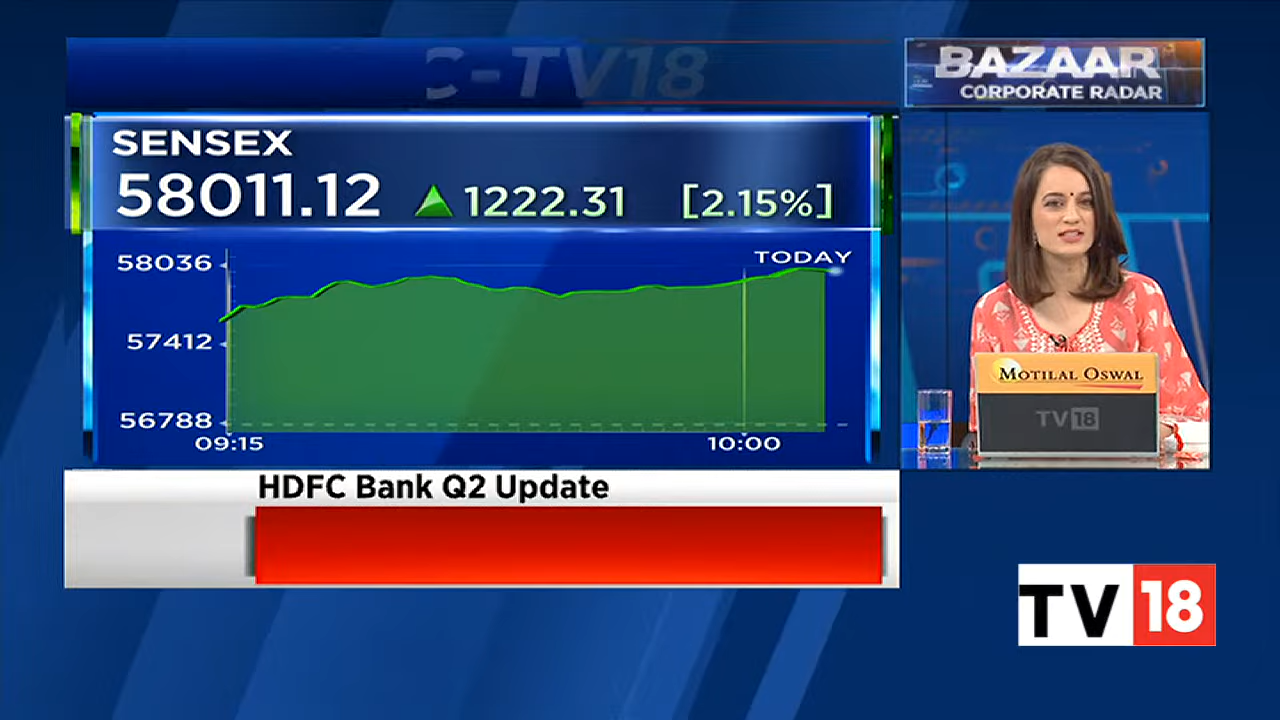 C-TV18
BAZAAR
CORPORATE RADAR
SENSEX
58011.12 1222.31 [2.15%]
TODAY
58036
57412
56788
09:15 10:00
MOTILAL OSWAL
TV18
HDFC Bank Q2 Update
TV18